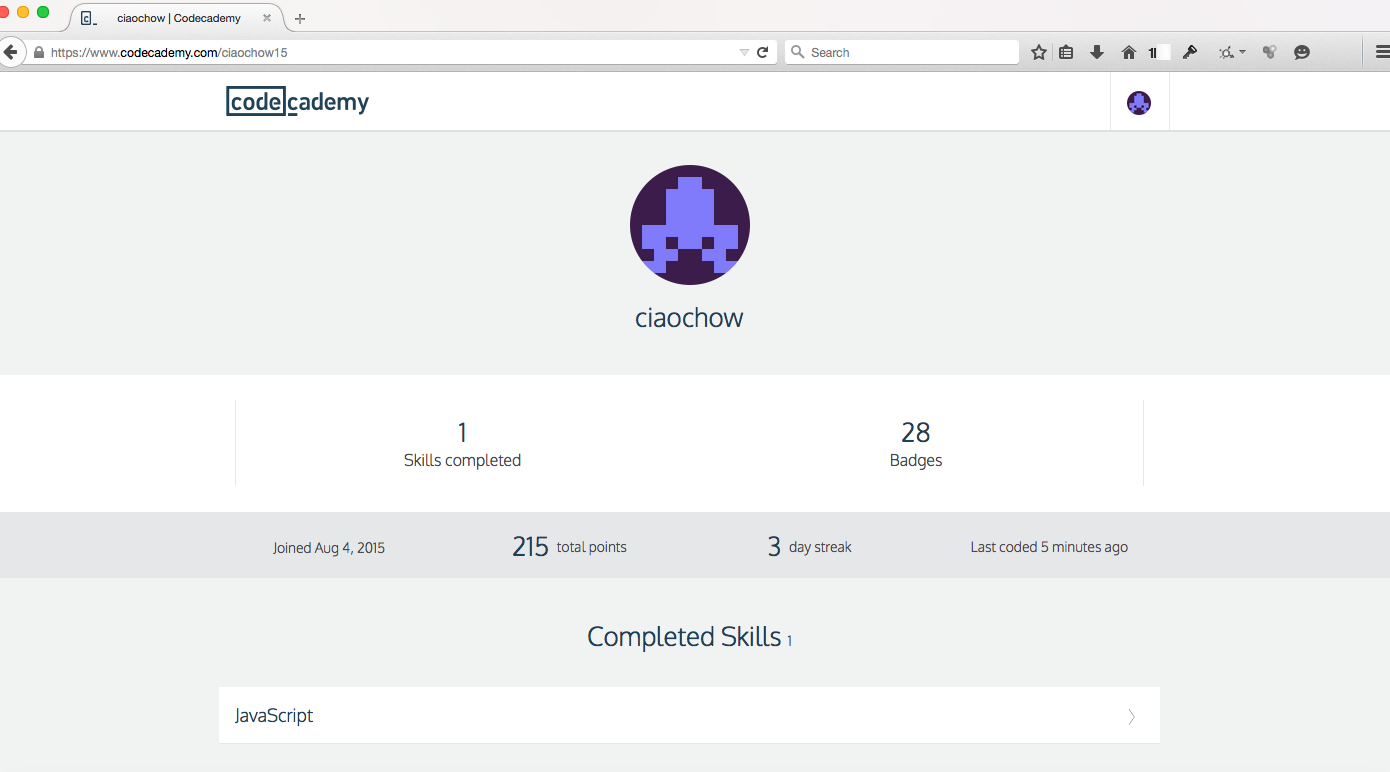 ciaochow | Codecademy
https://www.codecademy.com/ciaochow15
Search
codecademy
ciaochow
1
Skills completed
28
Badges
Joined Aug 4, 2015
215 total points
3 day streak
Last coded 5 minutes ago
Completed Skills 1
JavaScript